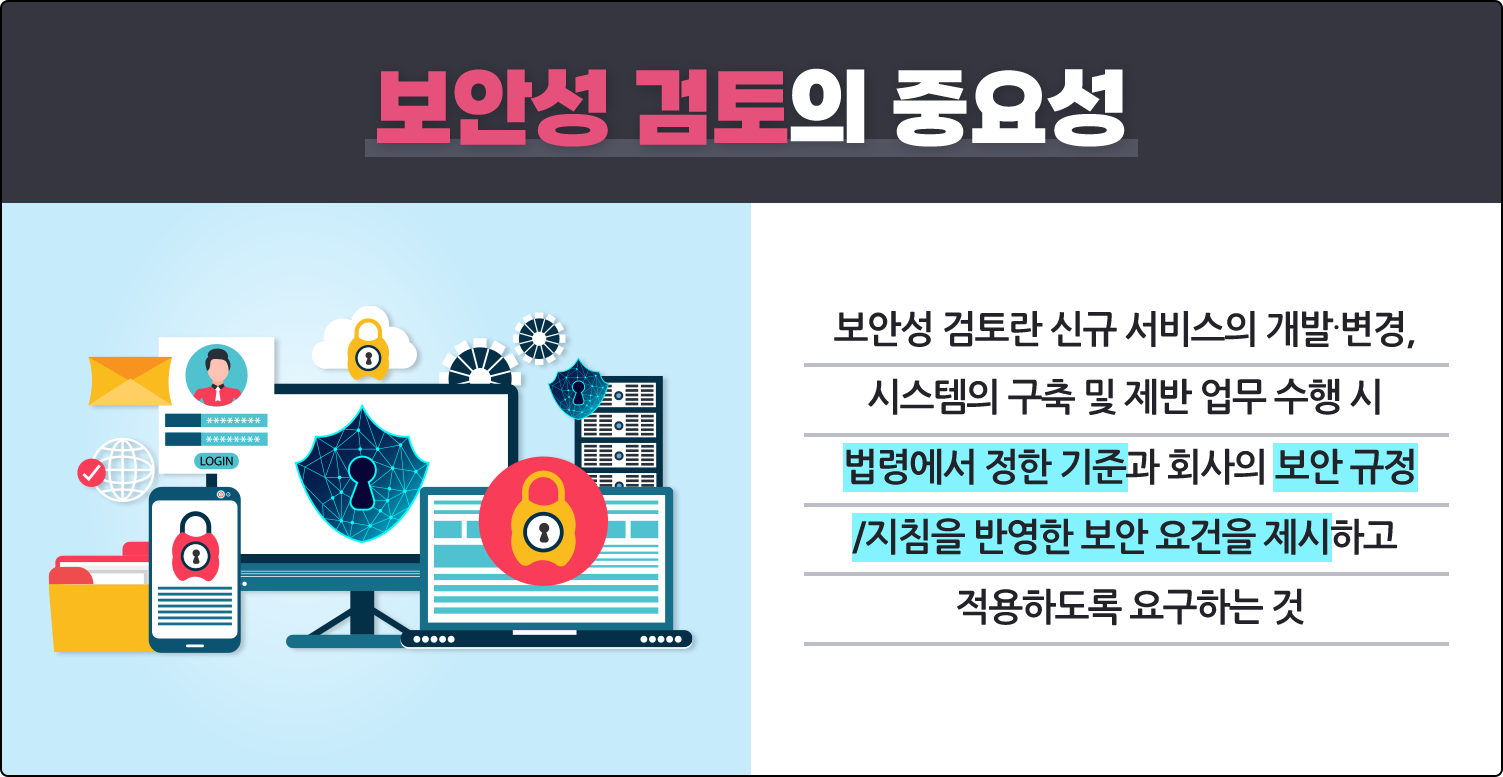 보안성 검토의 중요성
********
********
LOGIN
보안성 검토란 신규 서비스의 개발·변경,
시스템의 구축 및 제반 업무 수행 시
법령에서 정한 기준과 회사의 보안 규정
/지침을 반영한 보안 요건을 제시하고
적용하도록 요구하는 것